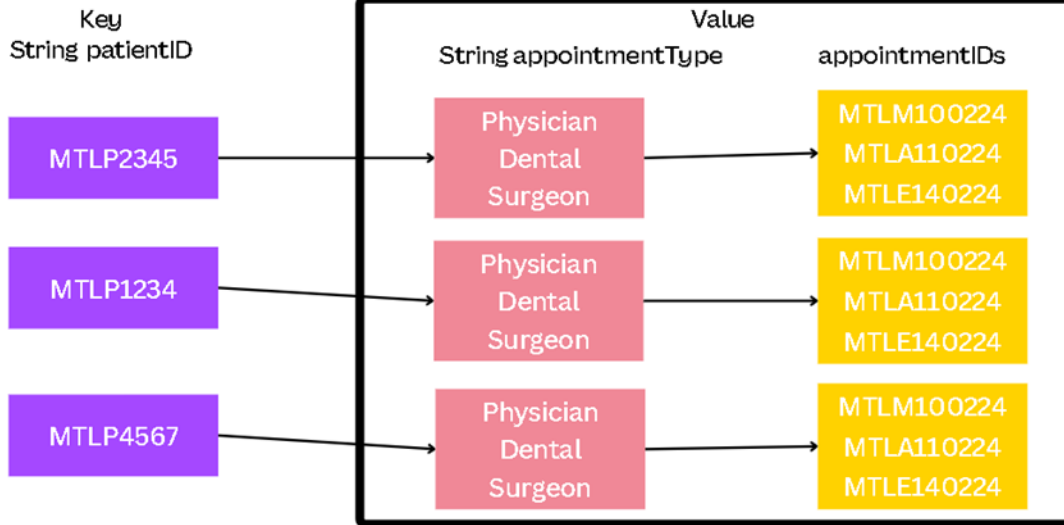 Key
String patientID
Value
String appointmentType
appointmentIDs
MTLP2345
Physician
Dental
Surgeon
MTLM100224
MTLA110224
MTLE140224
MTLP1234
Physician
Dental
Surgeon
MTLM100224
MTLA110224
MTLE140224
MTLP4567
Physician
Dental
Surgeon
MTLM100224
MTLA110224
MTLE140224